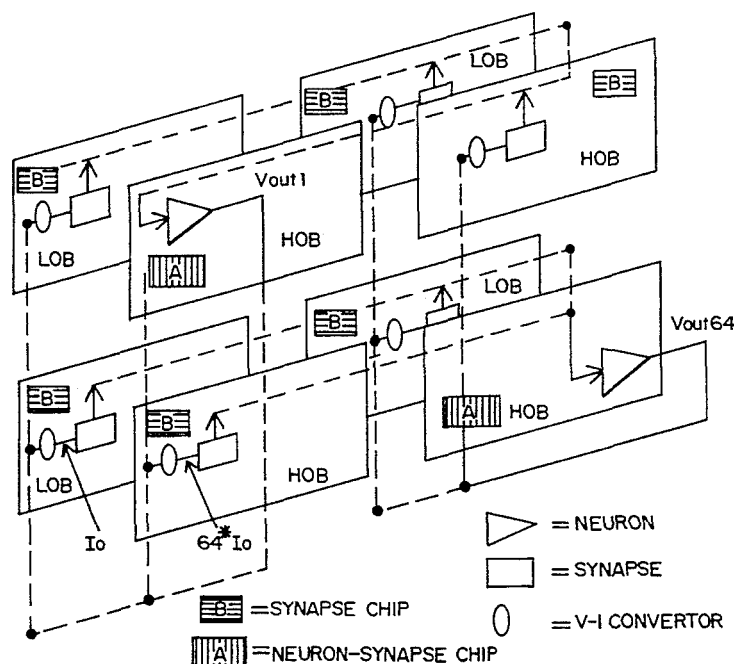 LOB
B
B
HOB
B
Vout1
LOB
HOB
A
LOB
B
Vout64
B
B
A
HOB
LOB
HOB
Io
64*Io
= NEURON
= SYNAPSE
B =SYNAPSE CHIP
= V-I CONVERTOR
A =NEURON-SYNAPSE CHIP